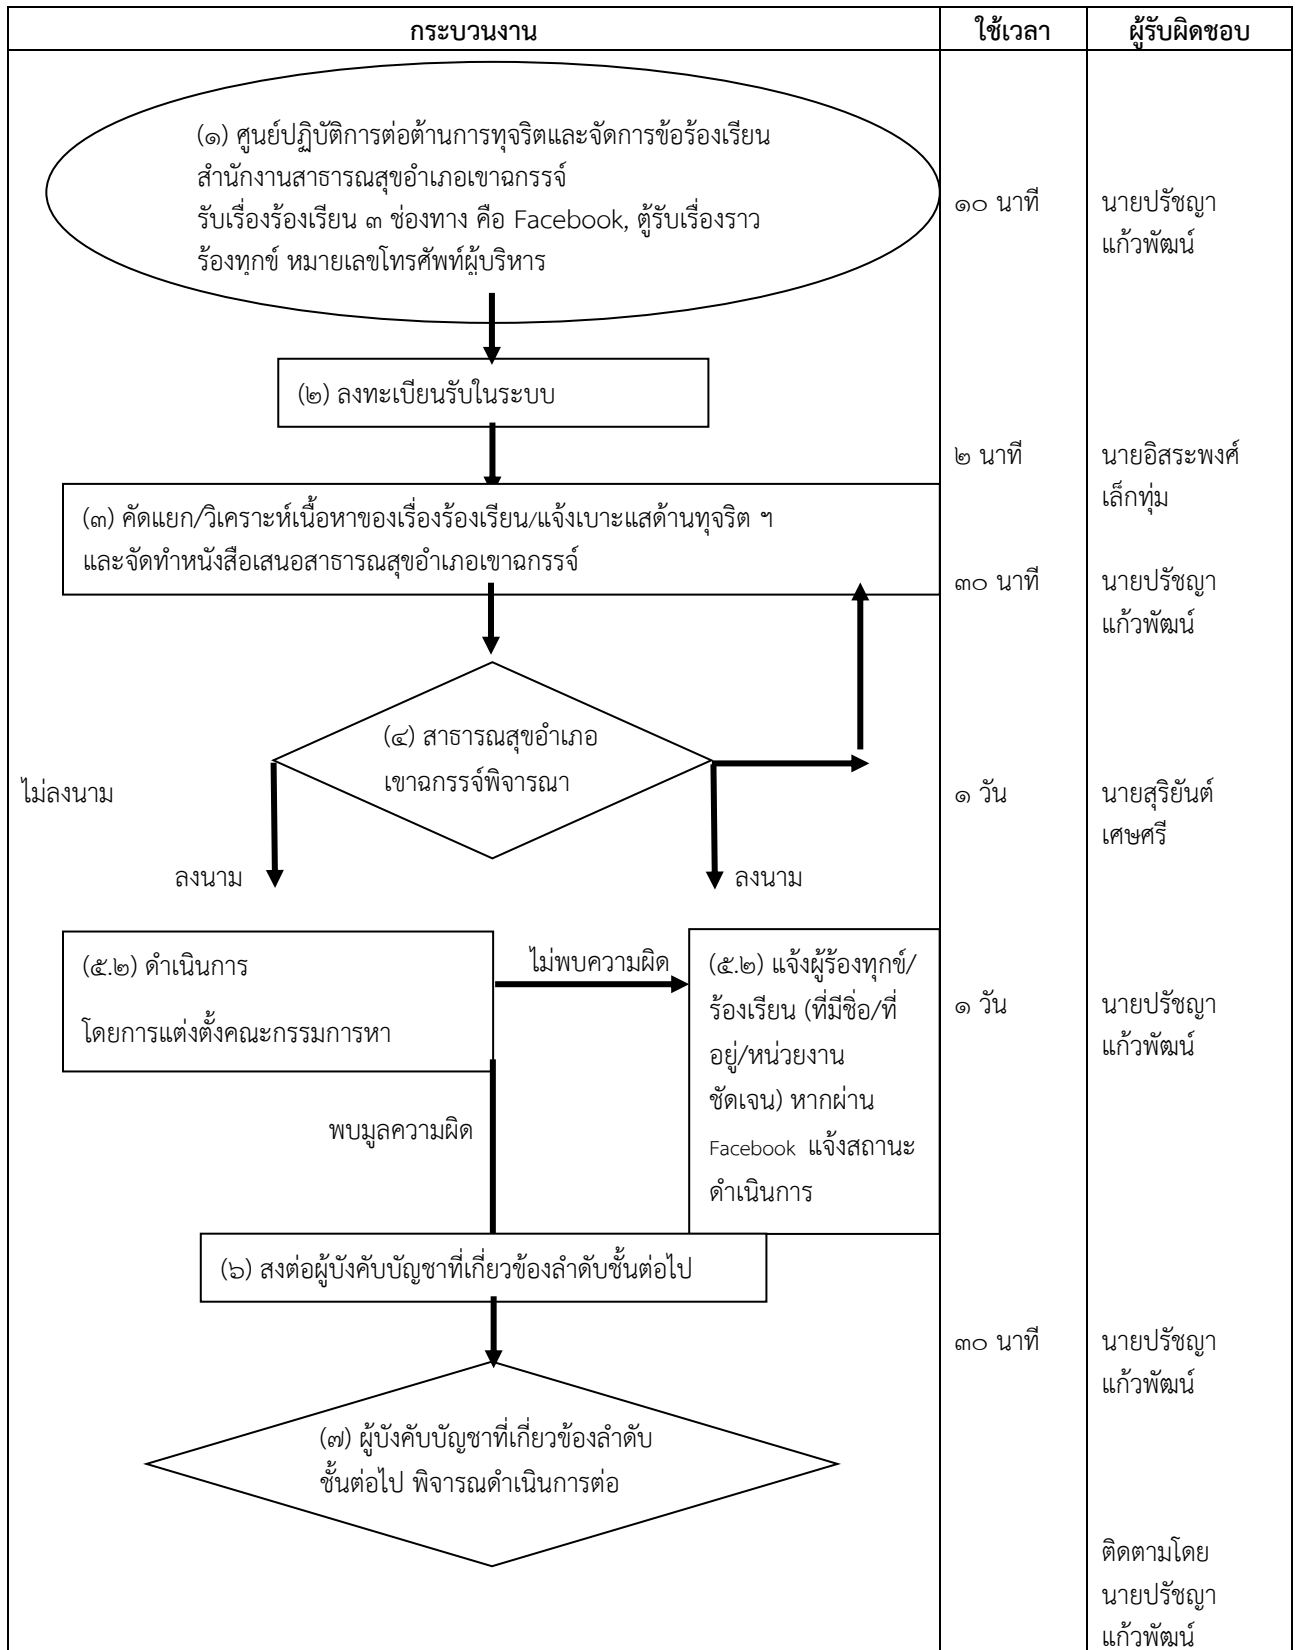 กระบวนงาน
ใช้เวลา
ผู้รับผิดชอบ
(๑) ศูนย์ปฏิบัติการต่อต้านการทุจริตและจัดการข้อร้องเรียน
สำนักงานสาธารณสุขอำเภอเขาฉกรรจ์
รับเรื่องร้องเรียน ๓ ช่องทาง คือ Facebook, ตู้รับเรื่องราว
ร้องทุกข์ หมายเลขโทรศัพท์ผู้บริหาร
๑๐ นาที
นายปรัชญา
แก้วพัฒน์
(๒) ลงทะเบียนรับในระบบ
๒ นาที
นายอิสระพงศ์
เล็กทุ่ม
(๓) คัดแยก/วิเคราะห์เนื้อหาของเรื่องร้องเรียน/แจ้งเบาะแสด้านทุจริต ฯ
และจัดทำหนังสือเสนอสาธารณสุขอำเภอเขาฉกรรจ์
๓๐ นาที
นายปรัชญา
แก้วพัฒน์
(๔) สาธารณสุขอำเภอ
เขาฉกรรจ์พิจารณา
ไม่ลงนาม
๑ วัน
นายสุริยันต์
เศษศรี
ลงนาม
ลงนาม
(๕.๒) ดำเนินการ
โดยการแต่งตั้งคณะกรรมการหา
ไม่พบความผิด
(๕.๒) แจ้งผู้ร้องทุกข์/
ร้องเรียน (ที่มีชื่อ/ที่
อยู่/หน่วยงาน
ชัดเจน) หากผ่าน
Facebook แจ้งสถานะ
ดำเนินการ
๑ วัน
นายปรัชญา
แก้วพัฒน์
พบมูลความผิด
(๖) สงต่อผู้บังคับบัญชาที่เกี่ยวข้องลำดับชั้นต่อไป
๓๐ นาที
นายปรัชญา
แก้วพัฒน์
(๗) ผู้บังคับบัญชาที่เกี่ยวข้องลำดับ
ชั้นต่อไป พิจารณดำเนินการต่อ
ติดตามโดย
นายปรัชญา
แก้วพัฒน์